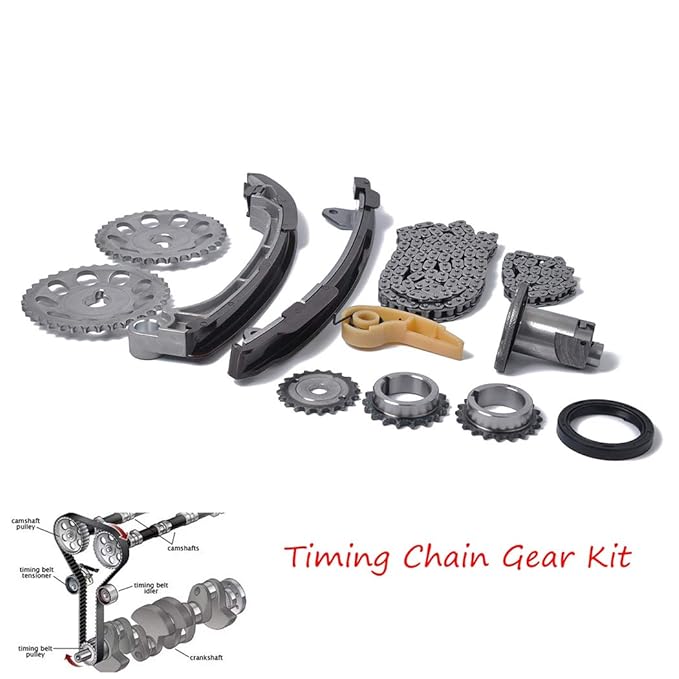 Timing Chain Gear Kit
camshaft
pulley
camshafts
timing belt
tensioner
timing belt
idler
timing belt
pulley
crankshaft